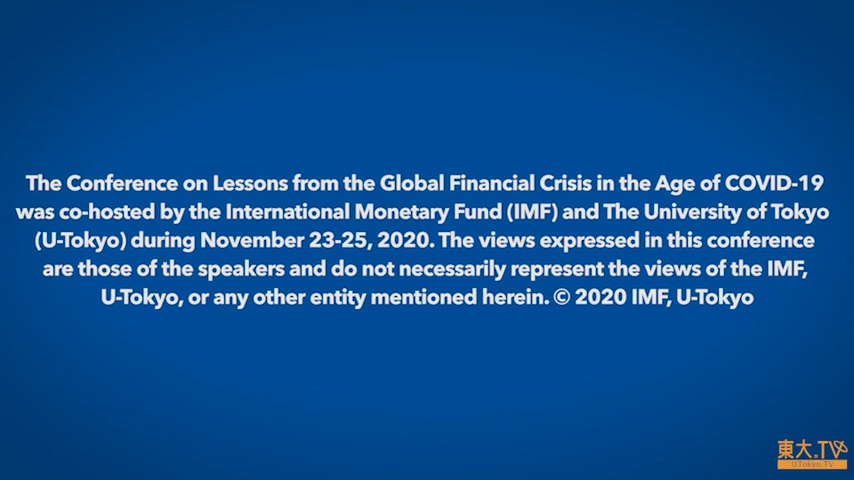 The Conference on Lessons from the Global Financial Crisis in the Age of COVID-19
was co-hosted by the International Monetary Fund (IMF) and The University of Tokyo
(U-Tokyo) during November 23-25, 2020. The views expressed in this conference
are those of the speakers and do not necessarily represent the views of the IMF,
U-Tokyo, or any other entity mentioned herein. © 2020 IMF, U-Tokyo
東大.TV
UTokyo.TV